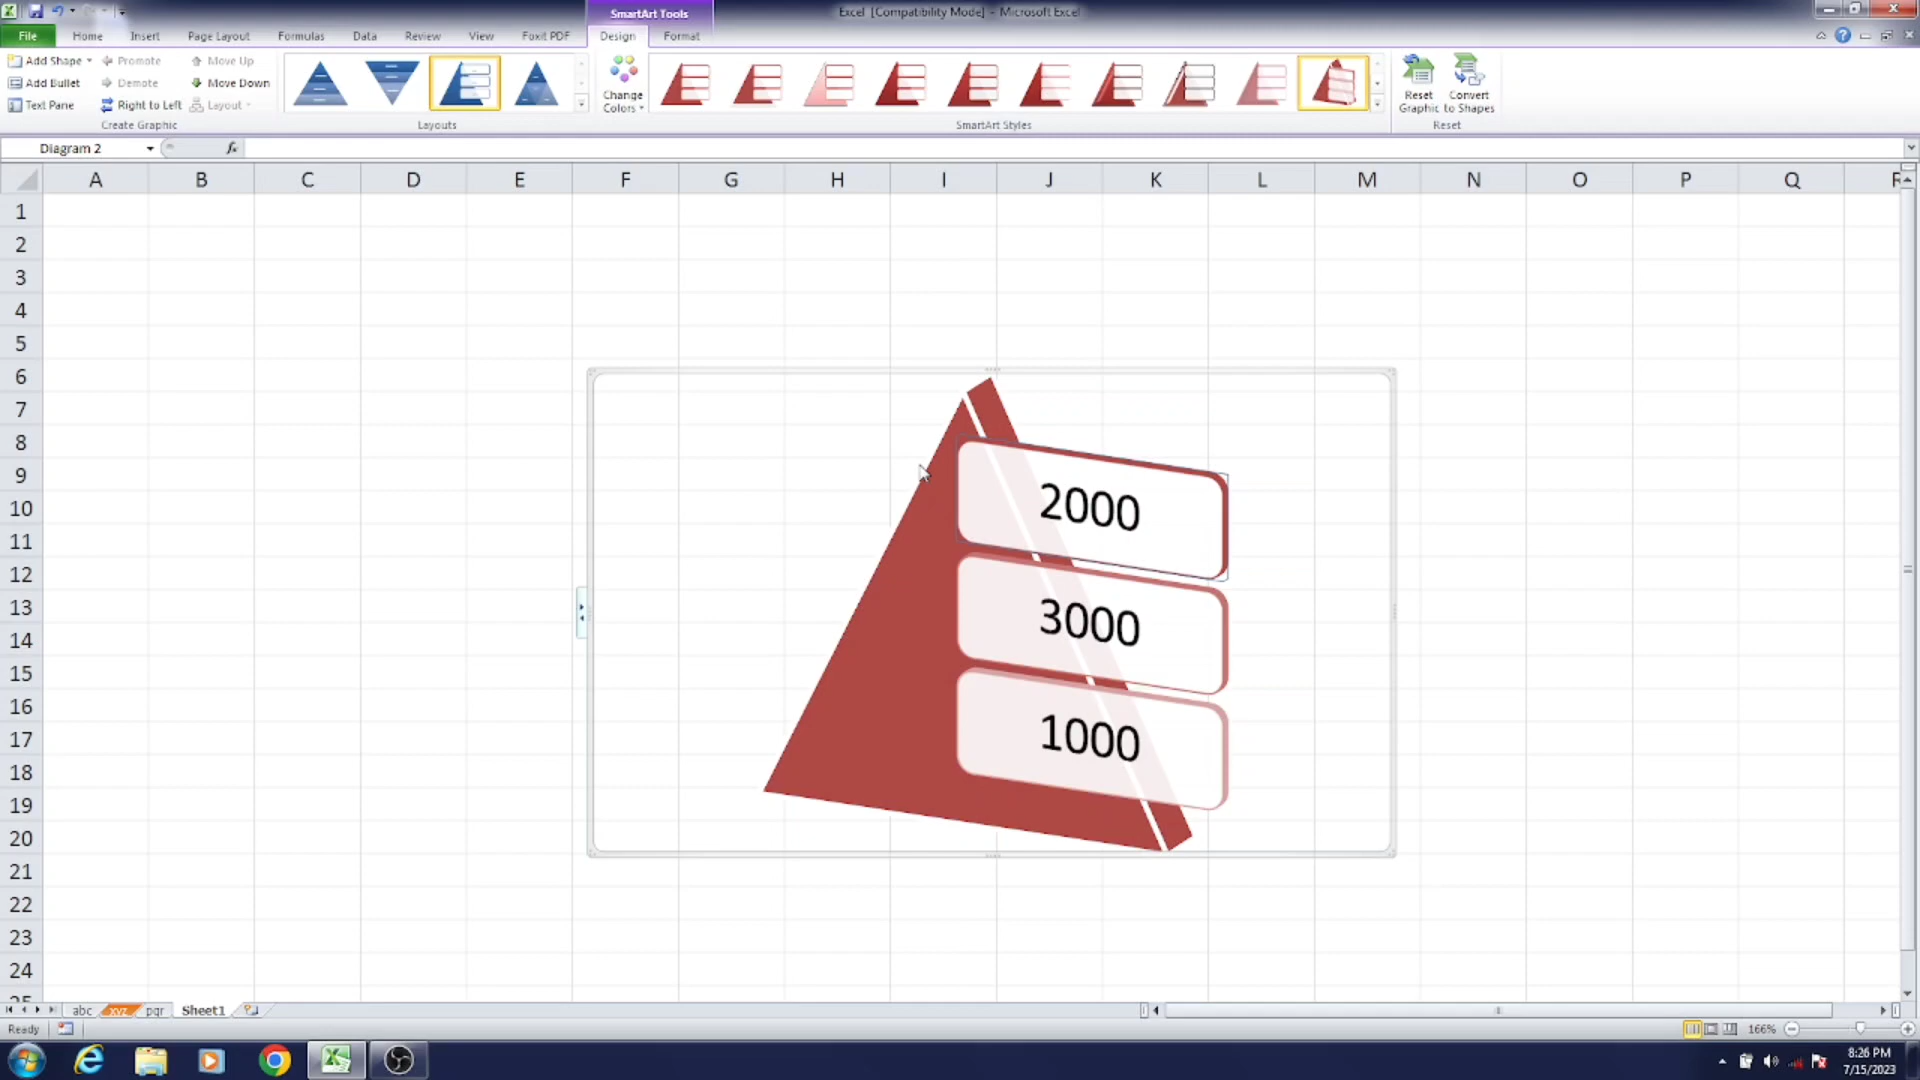 SmartArt Tools
Excel [Compatibility Mode] - Microsoft Excel
File Home Insert Page Layout Formulas Data Review View Foxit PDF Design Format
Add Shape Promote Move Up
Add Bullet Demote Move Down
Text Pane Right to Left Layout
Change Colors
Reset Graphic
Convert to Shapes
Create Graphic Layouts SmartArt Styles Reset
Diagram 2 fx
A B C D E F G H I J K L M N O P Q R
1
2
3
4
5
6
7
8
9
10
11
12
13
14
15
16
17
18
19
20
21
22
23
24
25
2000
3000
1000
abc xyz pqr Sheet1
Ready 166%
8:26 PM
7/15/2023